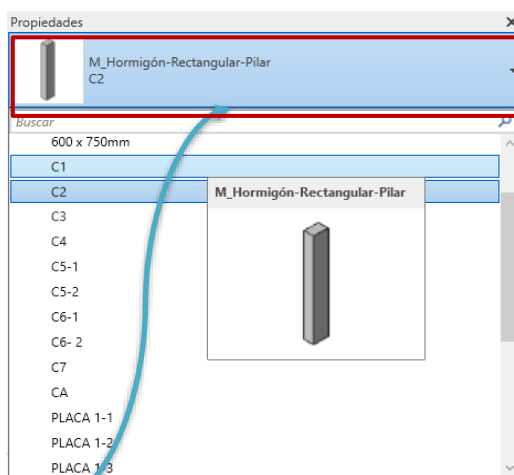 Propiedades
M_Hormigón-Rectangular-Pilar
C2
Buscar
600 x 750mm
C1
C2
M_Hormigón-Rectangular-Pilar
C3
C4
C5-1
C5-2
C6-1
C6- 2
C7
CA
PLACA 1-1
PLACA 1-2
PLACA 1-3